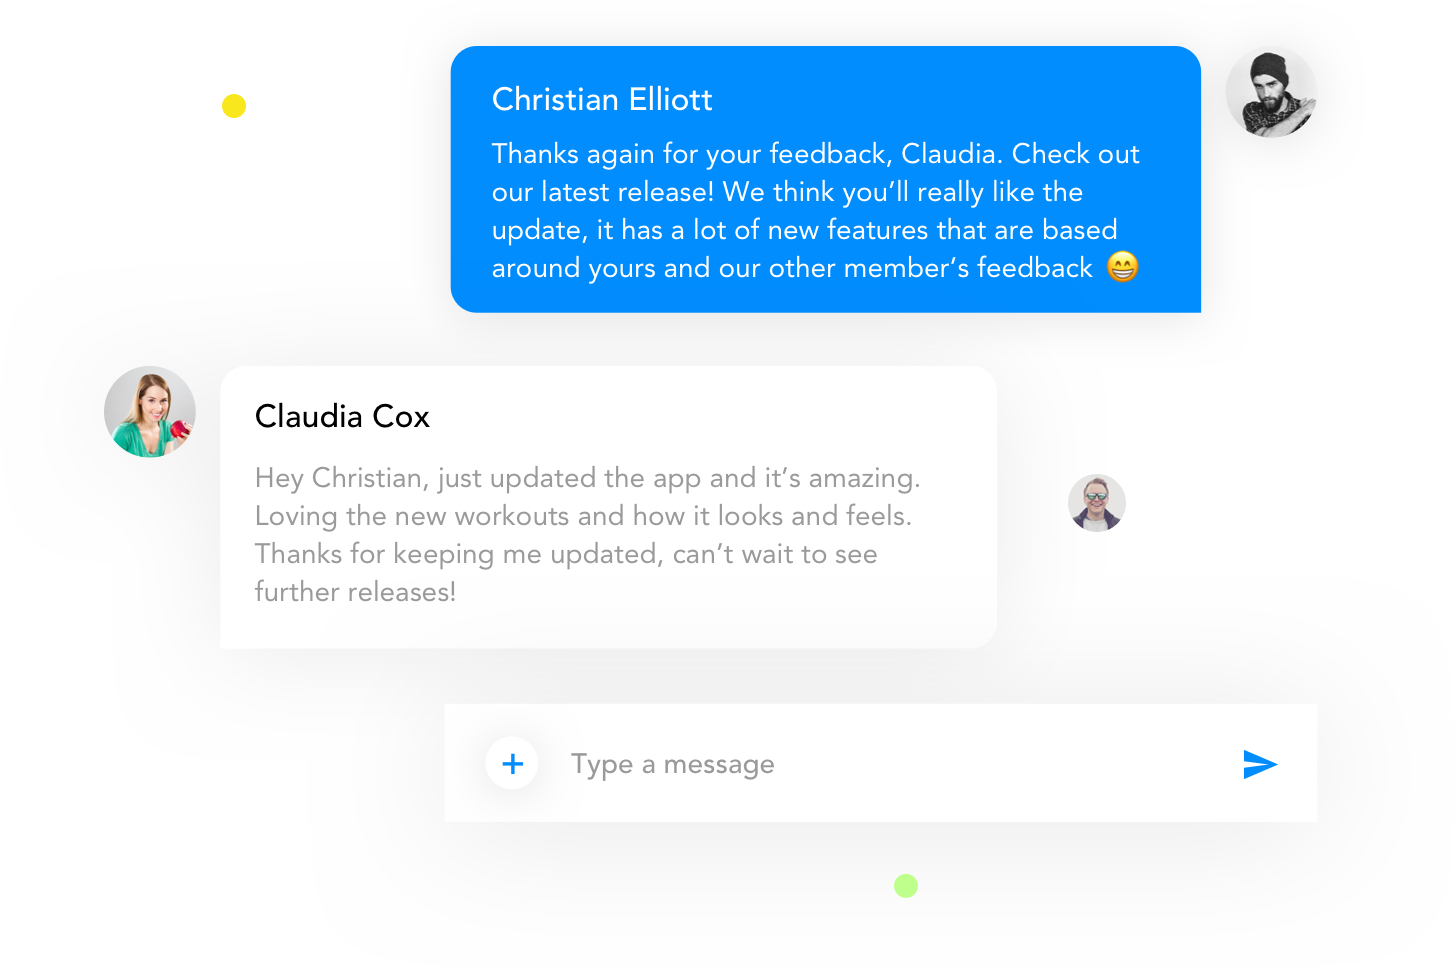 Christian Elliott
Thanks again for your feedback, Claudia. Check out
our latest release! We think you’ll really like the
update, it has a lot of new features that are based
around yours and our other member’s feedback 😁
Claudia Cox
Hey Christian, just updated the app and it’s amazing.
Loving the new workouts and how it looks and feels.
Thanks for keeping me updated, can’t wait to see
further releases!
Type a message